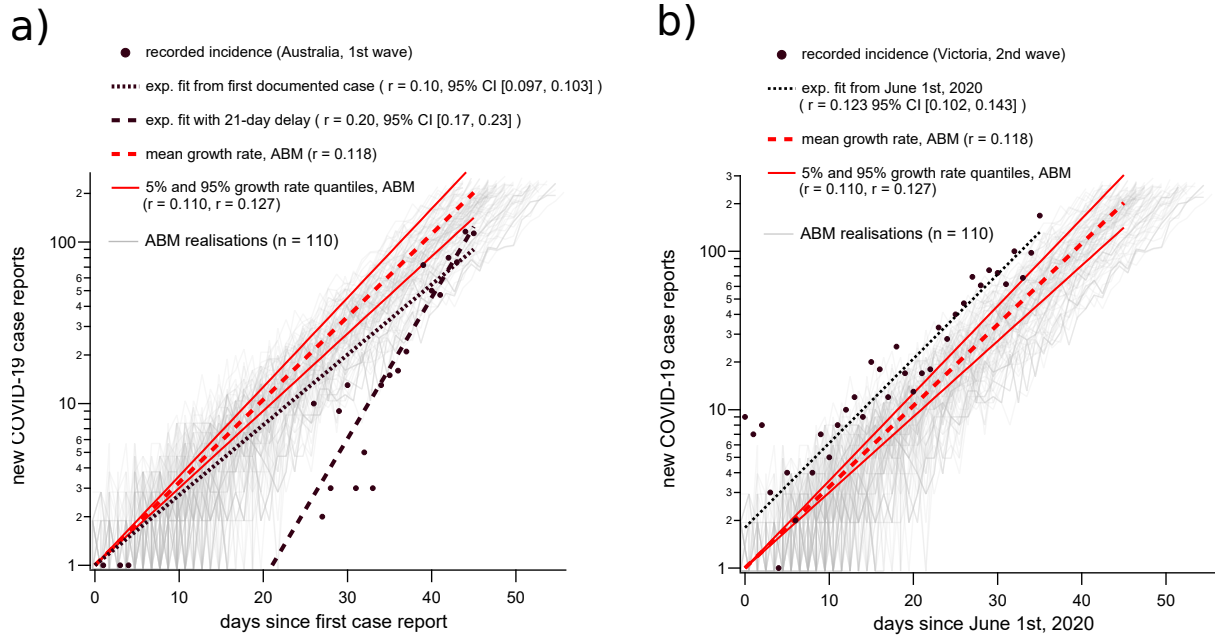 a)
recorded incidence (Australia, 1st wave)
exp. fit from first documented case ( r = 0.10, 95% CI [0.097, 0.103] )
exp. fit with 21-day delay ( r = 0.20, 95% CI [0.17, 0.23] )
mean growth rate, ABM (r = 0.118)
5% and 95% growth rate quantiles, ABM
(r = 0.110, r = 0.127)
ABM realisations (n = 110)
new COVID-19 case reports
2
100
6
5
4
3
2
10
6
5
4
3
2
1
0 10 20 30 40 50
days since first case report
b)
recorded incidence (Victoria, 2nd wave)
exp. fit from June 1st, 2020
( r = 0.123 95% CI [0.102, 0.143] )
mean growth rate, ABM (r = 0.118)
5% and 95% growth rate quantiles, ABM
(r = 0.110, r = 0.127)
ABM realisations (n = 110)
new COVID-19 case reports
3
2
100
6
5
4
3
2
10
6
5
4
3
2
1
0 10 20 30 40 50
days since June 1st, 2020